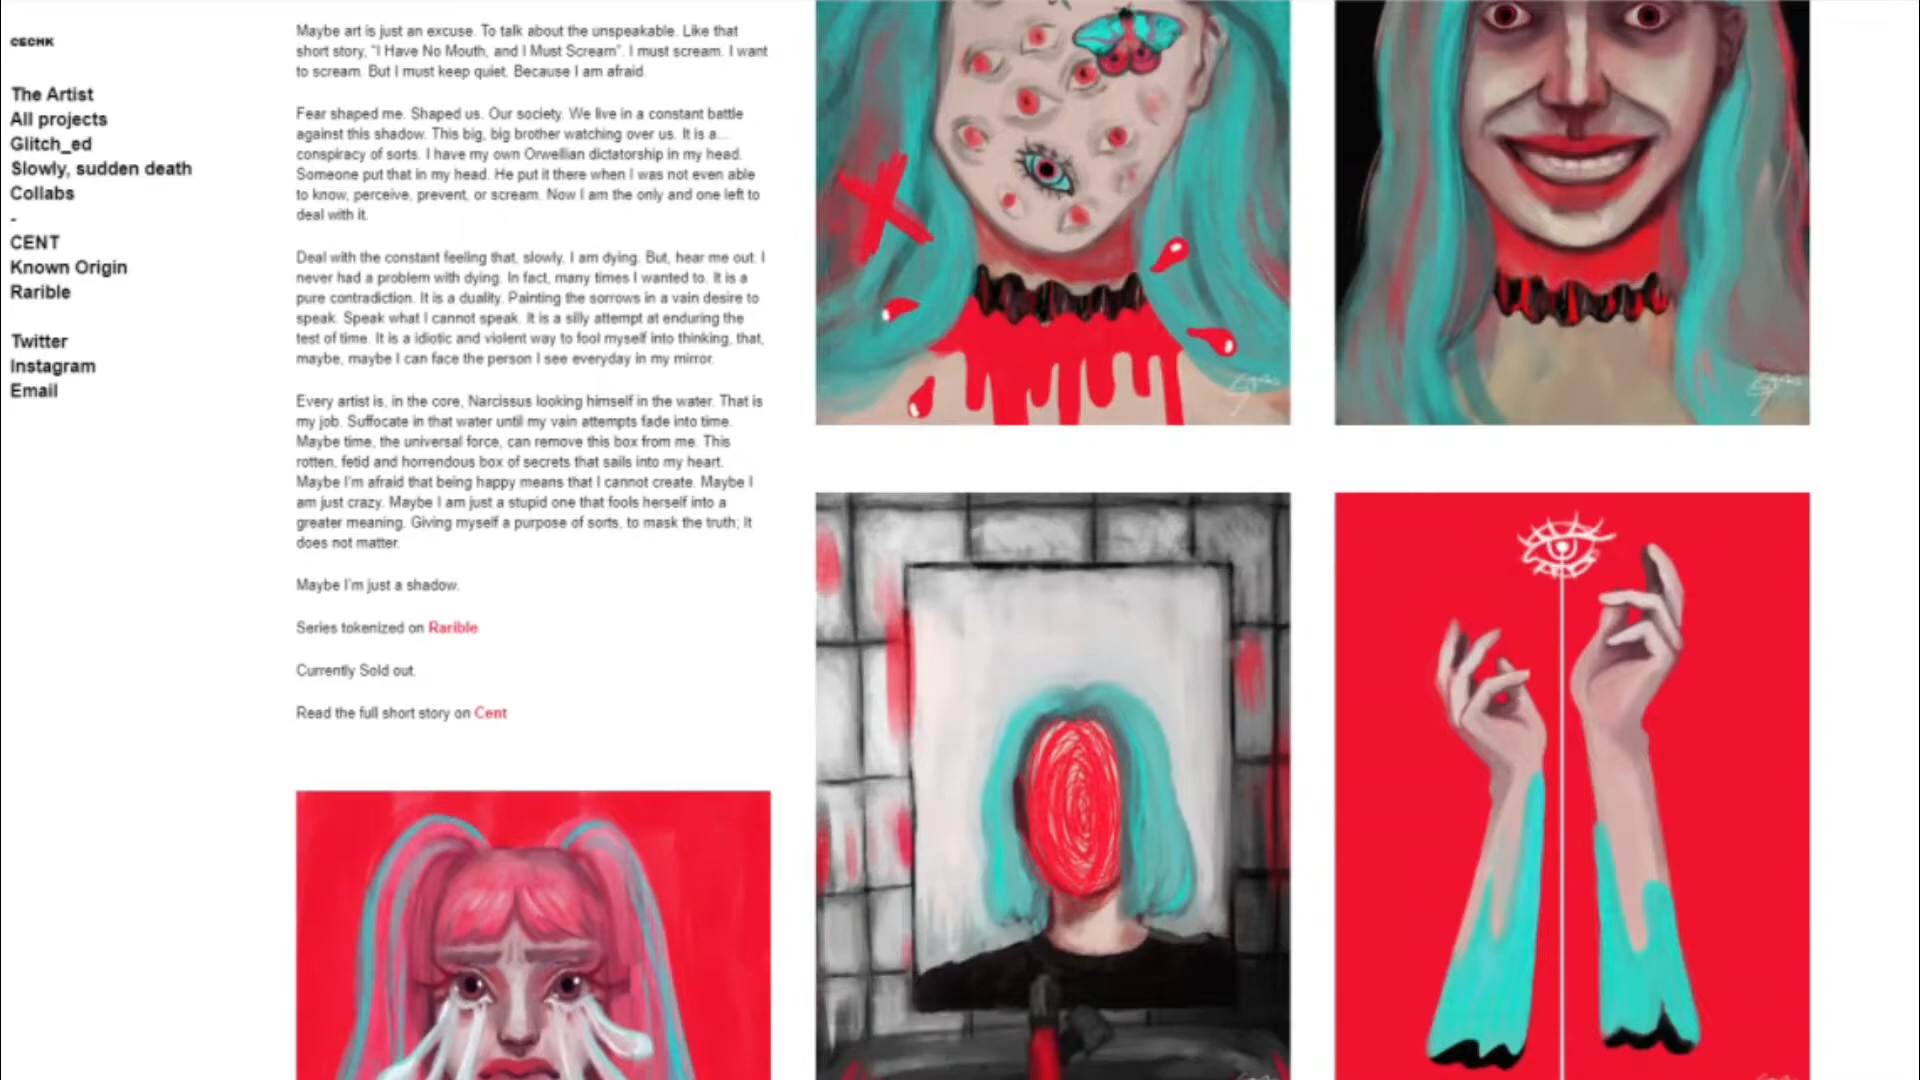 CECHK
The Artist
All projects
Glitch_ed
Slowly, sudden death
Collabs
-
CENT
Known Origin
Rarible
Twitter
Instagram
Email
Maybe art is just an excuse. To talk about the unspeakable. Like that
short story, "I Have No Mouth, and I Must Scream". I must scream. I want
to scream. But I must keep quiet. Because I am afraid.
Fear shaped me. Shaped us. Our society. We live in a constant battle
against this shadow. This big, big brother watching over us. It is a...
conspiracy of sorts. I have my own Orwellian dictatorship in my head.
Someone put that in my head. He put it there when I was not even able
to know, perceive, prevent, or scream. Now I am the only and one left to
deal with it.
Deal with the constant feeling that, slowly, I am dying. But, hear me out. I
never had a problem with dying. In fact, many times I wanted to. It is a
pure contradiction. It is a duality. Painting the sorrows in a vain desire to
speak. Speak what I cannot speak. It is a silly attempt at enduring the
test of time. It is a idiotic and violent way to fool myself into thinking, that,
maybe, maybe I can face the person I see everyday in my mirror.
Every artist is, in the core, Narcissus looking himself in the water. That is
my job. Suffocate in that water until my vain attempts fade into time.
Maybe time, the universal force, can remove this box from me. This
rotten, fetid and horrendous box of secrets that sails into my heart.
Maybe I'm afraid that being happy means that I cannot create. Maybe I
am just crazy. Maybe I am just a stupid one that fools herself into a
greater meaning. Giving myself a purpose of sorts, to mask the truth; It
does not matter.
Maybe I'm just a shadow.
Series tokenized on Rarible
Currently Sold out.
Read the full short story on Cent